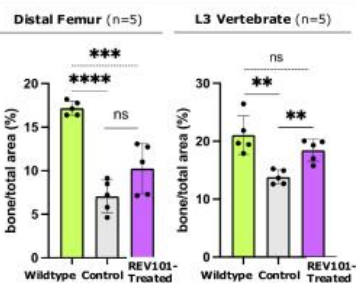 Distal Femur (n=5)
***
****
ns
20
15
10
5
0
bone/total area (%)
Wildtype Control REV101-
Treated
L3 Vertebrate (n=5)
ns
**
**
30
20
10
0
bone/total area (%)
Wildtype Control REV101-
Treated